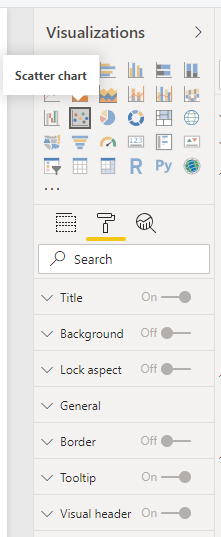 Visualizations
Scatter chart
R Py
...
Search
Title On
Background Off
Lock aspect Off
General
Border Off
Tooltip On
Visual header On